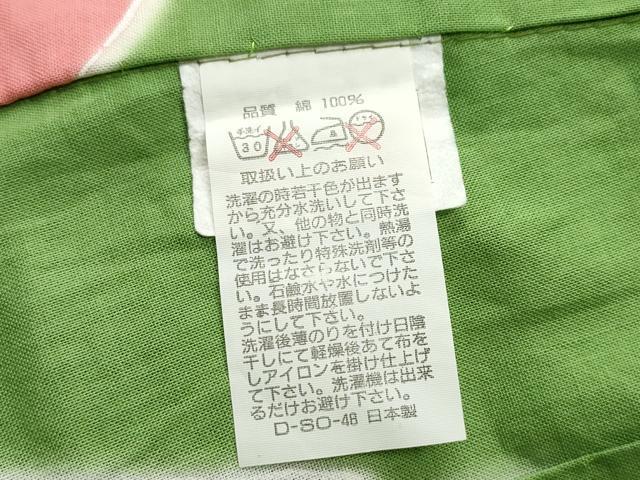 品質 綿 100%
手洗イ
30
取扱い上のお願い
洗濯の時若干色が出ます
から充分水洗いして下さ
い。又、他の物と同時洗
濯はお避け下さい。熱湯
で洗ったり特殊洗剤等の
使用はなさらないで下さ
い。石鹸水や水につけた
まま長時間放置しないよ
うにして下さい。
洗濯後薄のりを付け日陰
干しにて軽燥後あて布を
しアイロンを掛け仕上げ
て下さい。洗濯機は出来
るだけお避け下さい。
D-SO-48 日本製